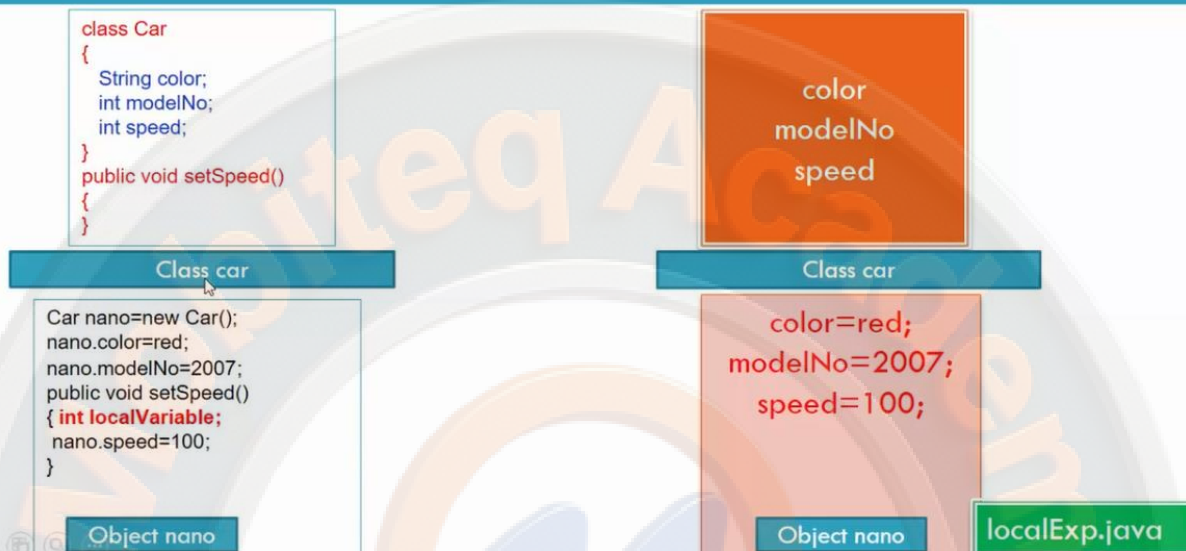 class Car
{
String color;
int modelNo;
int speed;
}
public void setSpeed()
{
}
Class car
Car nano=new Car();
nano.color=red;
nano.modelNo=2007;
public void setSpeed()
{ int localVariable;
nano.speed=100;
}
Object nano
color
modelNo
speed
Class car
color=red;
modelNo=2007;
speed=100;
Object nano
localExp.java